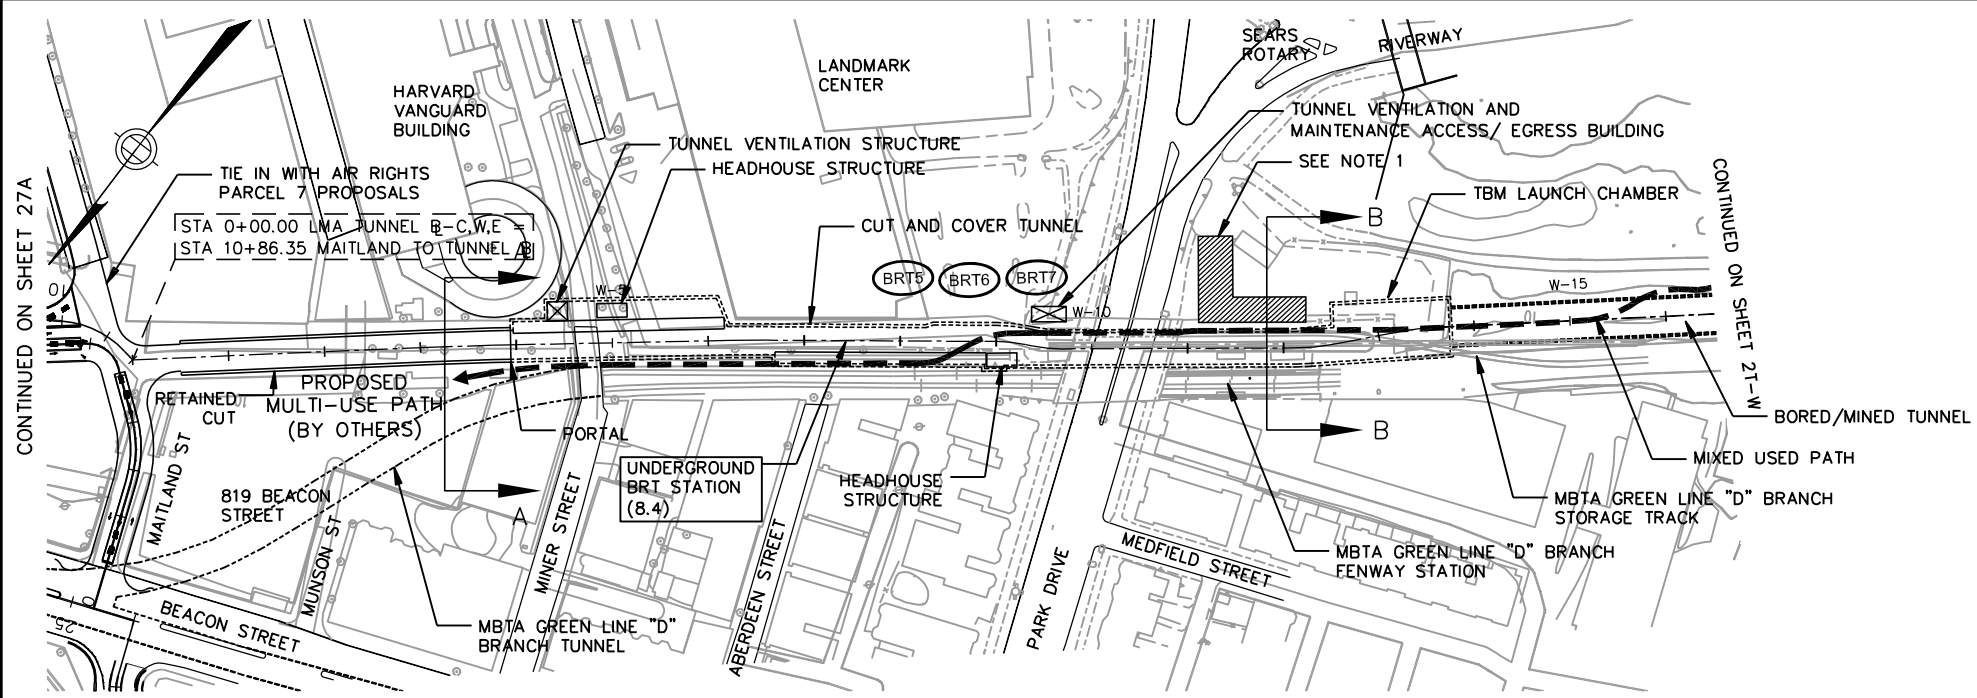 CONTINUED ON SHEET 27A
HARVARD
VANGUARD
BUILDING
LANDMARK
CENTER
SEARS
ROTARY
RIVERWAY
TUNNEL VENTILATION AND
MAINTENANCE ACCESS/ EGRESS BUILDING
TUNNEL VENTILATION STRUCTURE
HEADHOUSE STRUCTURE
SEE NOTE 1
TIE IN WITH AIR RIGHTS
PARCEL 7 PROPOSALS
TBM LAUNCH CHAMBER
STA 0+00.00 LMA TUNNEL B-C,W,E =
STA 10+86.35 MAITLAND TO TUNNEL B
CUT AND COVER TUNNEL
B
CONTINUED ON SHEET 2T-W
BRT5
BRT6
BRT7
W-5
W-10
W-15
10
RETAINED
CUT
PROPOSED
MULTI-USE PATH
(BY OTHERS)
PORTAL
B
BORED/MINED TUNNEL
MIXED USED PATH
UNDERGROUND
BRT STATION
(8.4)
HEADHOUSE
STRUCTURE
MBTA GREEN LINE "D" BRANCH
STORAGE TRACK
819 BEACON
STREET
A
MAITLAND ST
MUNSON ST
MINER STREET
ABERDEEN STREET
PARK DRIVE
MEDFIELD STREET
MBTA GREEN LINE "D" BRANCH
FENWAY STATION
BEACON STREET
MBTA GREEN LINE "D"
BRANCH TUNNEL
25
0